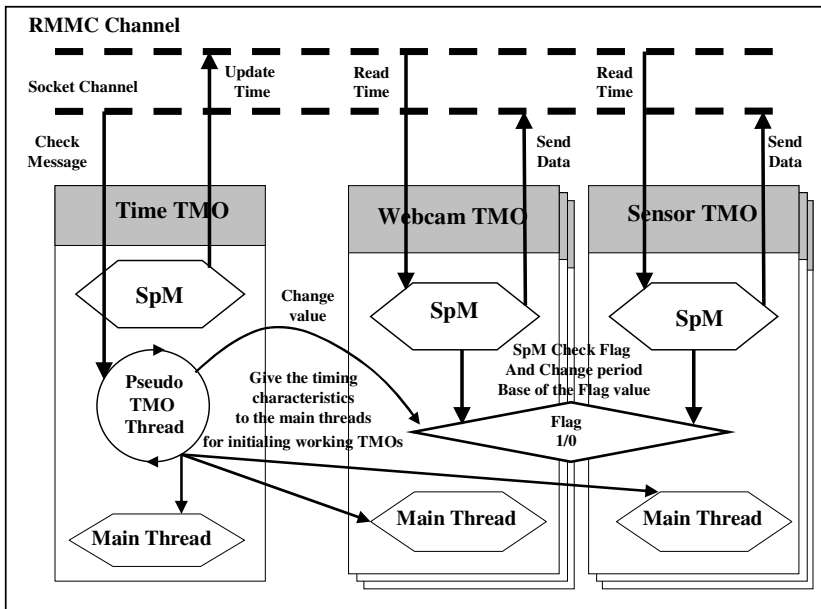 RMMC Channel
Update
Time
Read
Time
Read
Time
Socket Channel
Check
Message
Send
Data
Send
Data
Time TMO
Webcam TMO
Sensor TMO
SpM
SpM
SpM
Change
value
SpM Check Flag
And Change period
Base of the Flag value
Pseudo
TMO
Thread
Give the timing
characteristics
to the main threads
for initialing working TMOs
Flag
1/0
Main Thread
Main Thread
Main Thread